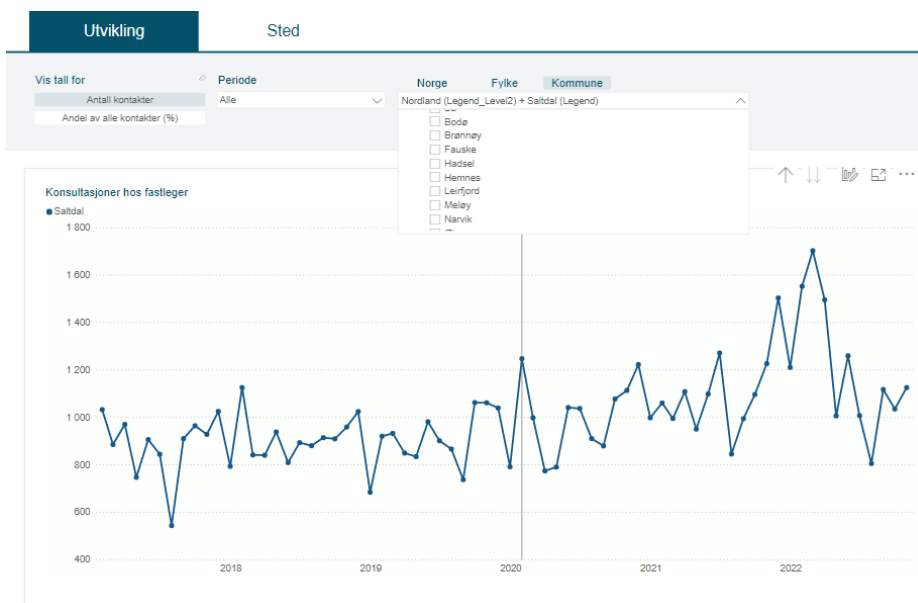 Utvikling
Sted
Vis tall for
Periode
Norge
Fylke
Kommune
Antall kontakter
Alle
Nordland (Legend_Level2) + Saltdal (Legend)
Andel av alle kontakter (%)
Bodø
Brønnøy
Fauske
Hadsel
Hemnes
Leirfjord
Meløy
Narvik
Konsultasjoner hos fastleger
Saltdal
1 800
1 600
1 400
1 200
1 000
800
600
400
2018
2019
2020
2021
2022